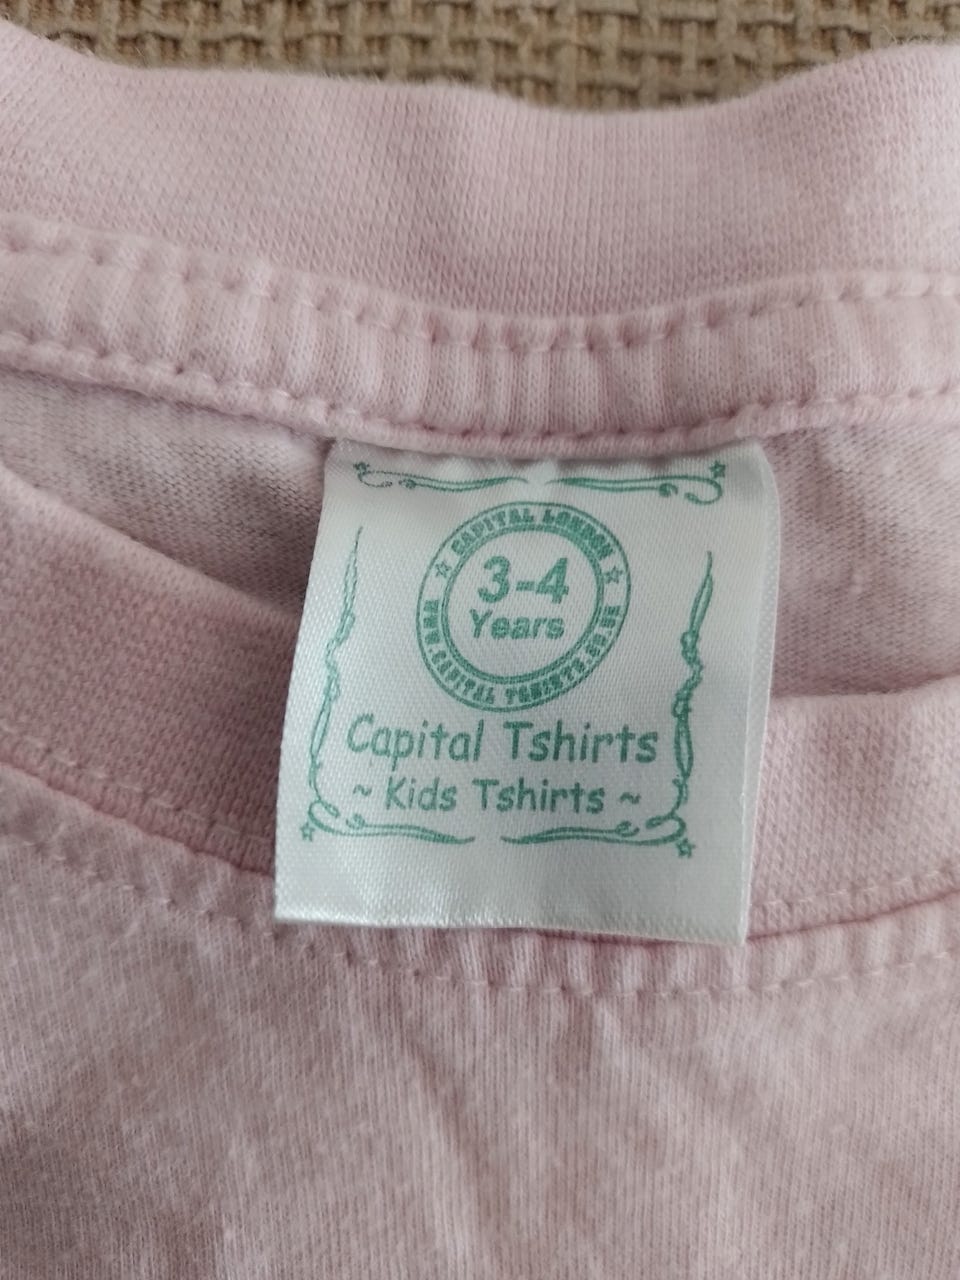 CAPITAL LONDON
3-4
Years
WWW.CAPITAL TSHIRTS.CO.UK
Capital Tshirts
~ Kids Tshirts ~